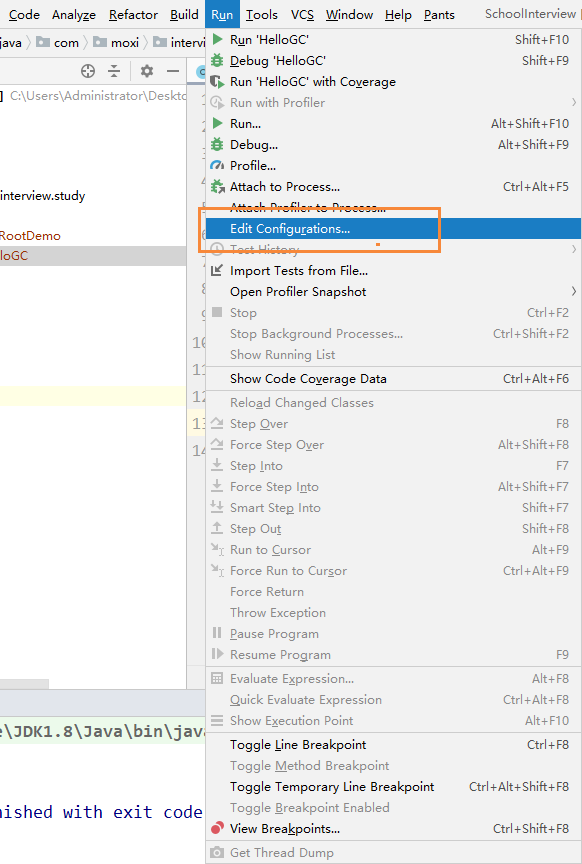 Code Analyze Refactor Build Run Tools VCS Window Help Pants SchoolInterview
java com moxi interview
C:\Users\Administrator\Deskto
interview.study
RootDemo
lloGC
Run 'HelloGC' Shift+F10
Debug 'HelloGC' Shift+F9
Run 'HelloGC' with Coverage
Run with Profiler
Run... Alt+Shift+F10
Debug... Alt+Shift+F9
Profile...
Attach to Process... Ctrl+Alt+F5
Attach Profiler to Process...
Edit Configurations...
Test History
Import Tests from File...
Open Profiler Snapshot
Stop Ctrl+F2
Stop Background Processes... Ctrl+Shift+F2
Show Running List
Show Code Coverage Data Ctrl+Alt+F6
Reload Changed Classes
Step Over F8
Force Step Over Alt+Shift+F8
Step Into F7
Force Step Into Alt+Shift+F7
Smart Step Into Shift+F7
Step Out Shift+F8
Run to Cursor Alt+F9
Force Run to Cursor Ctrl+Alt+F9
Force Return
Throw Exception
Pause Program
Resume Program F9
Evaluate Expression... Alt+F8
Quick Evaluate Expression Ctrl+Alt+F8
Show Execution Point Alt+F10
Toggle Line Breakpoint Ctrl+F8
Toggle Method Breakpoint
Toggle Temporary Line Breakpoint Ctrl+Alt+Shift+F8
Toggle Breakpoint Enabled
View Breakpoints... Ctrl+Shift+F8
Get Thread Dump
e\JDK1.8\Java\bin\java
nished with exit code